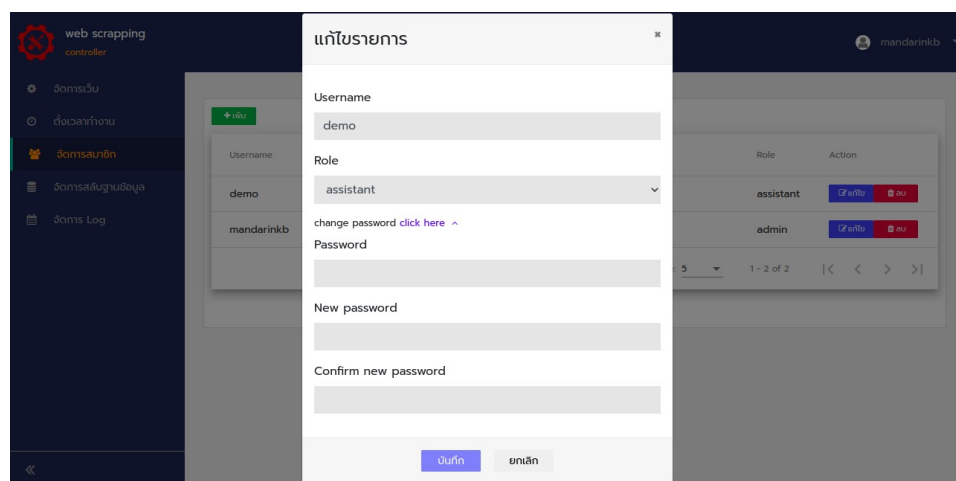 web scrapping
controller
จัดการเว็บ
ตั้งเวลาทำงาน
จัดการสมาชิก
จัดการสลับฐานข้อมูล
จัดการ Log
mandarinkb
+เพิ่ม
Username
Role
Action
demo
assistant
แก้ไข
ลบ
mandarinkb
admin
แก้ไข
ลบ
5
1 - 2 of 2
แก้ไขรายการ
Username
demo
Role
assistant
change password click here
Password
New password
Confirm new password
บันทึก
ยกเลิก